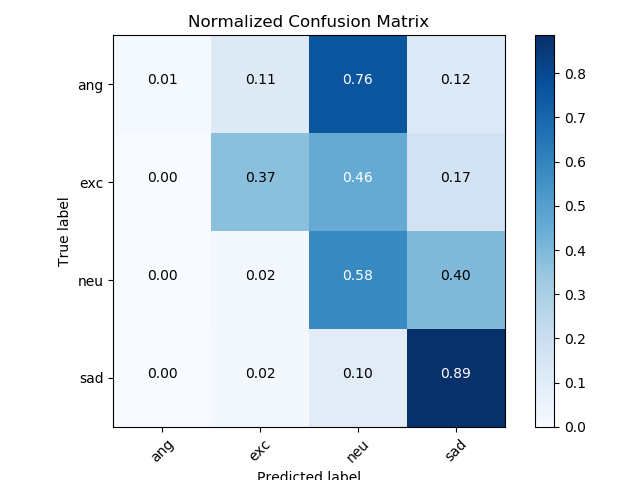 Normalized Confusion Matrix
True label
ang 0.01 0.11 0.76 0.12
exc 0.00 0.37 0.46 0.17
neu 0.00 0.02 0.58 0.40
sad 0.00 0.02 0.10 0.89
ang exc neu sad
Predicted label
0.8
0.7
0.6
0.5
0.4
0.3
0.2
0.1
0.0